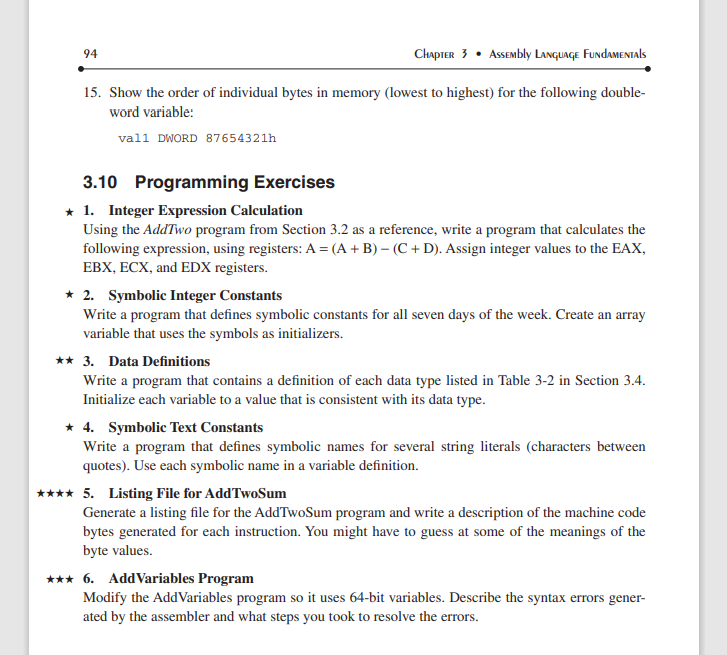 94
CHAPTER 3 • ASSEMBLY LANGUAGE FUNDAMENTALS
15. Show the order of individual bytes in memory (lowest to highest) for the following double-
word variable:
val1 DWORD 87654321h
3.10 Programming Exercises
★ 1. Integer Expression Calculation
Using the AddTwo program from Section 3.2 as a reference, write a program that calculates the
following expression, using registers: A = (A + B) − (C + D). Assign integer values to the EAX,
EBX, ECX, and EDX registers.
★ 2. Symbolic Integer Constants
Write a program that defines symbolic constants for all seven days of the week. Create an array
variable that uses the symbols as initializers.
★★ 3. Data Definitions
Write a program that contains a definition of each data type listed in Table 3-2 in Section 3.4.
Initialize each variable to a value that is consistent with its data type.
★ 4. Symbolic Text Constants
Write a program that defines symbolic names for several string literals (characters between
quotes). Use each symbolic name in a variable definition.
★★★★ 5. Listing File for AddTwoSum
Generate a listing file for the AddTwoSum program and write a description of the machine code
bytes generated for each instruction. You might have to guess at some of the meanings of the
byte values.
★★★ 6. AddVariables Program
Modify the AddVariables program so it uses 64-bit variables. Describe the syntax errors gener-
ated by the assembler and what steps you took to resolve the errors.